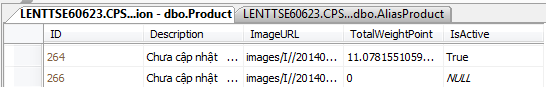 LENTTSE60623.CPS...ion - dbo.Product LENTTSE60623.CPS...dbo.AliasProduct
ID Description ImageURL TotalWeightPoint IsActive
264 Chưa cập nhật ... images/I//20140... 11.0781551059... True
266 Chưa cập nhật ... images/I//20140... 0 NULL